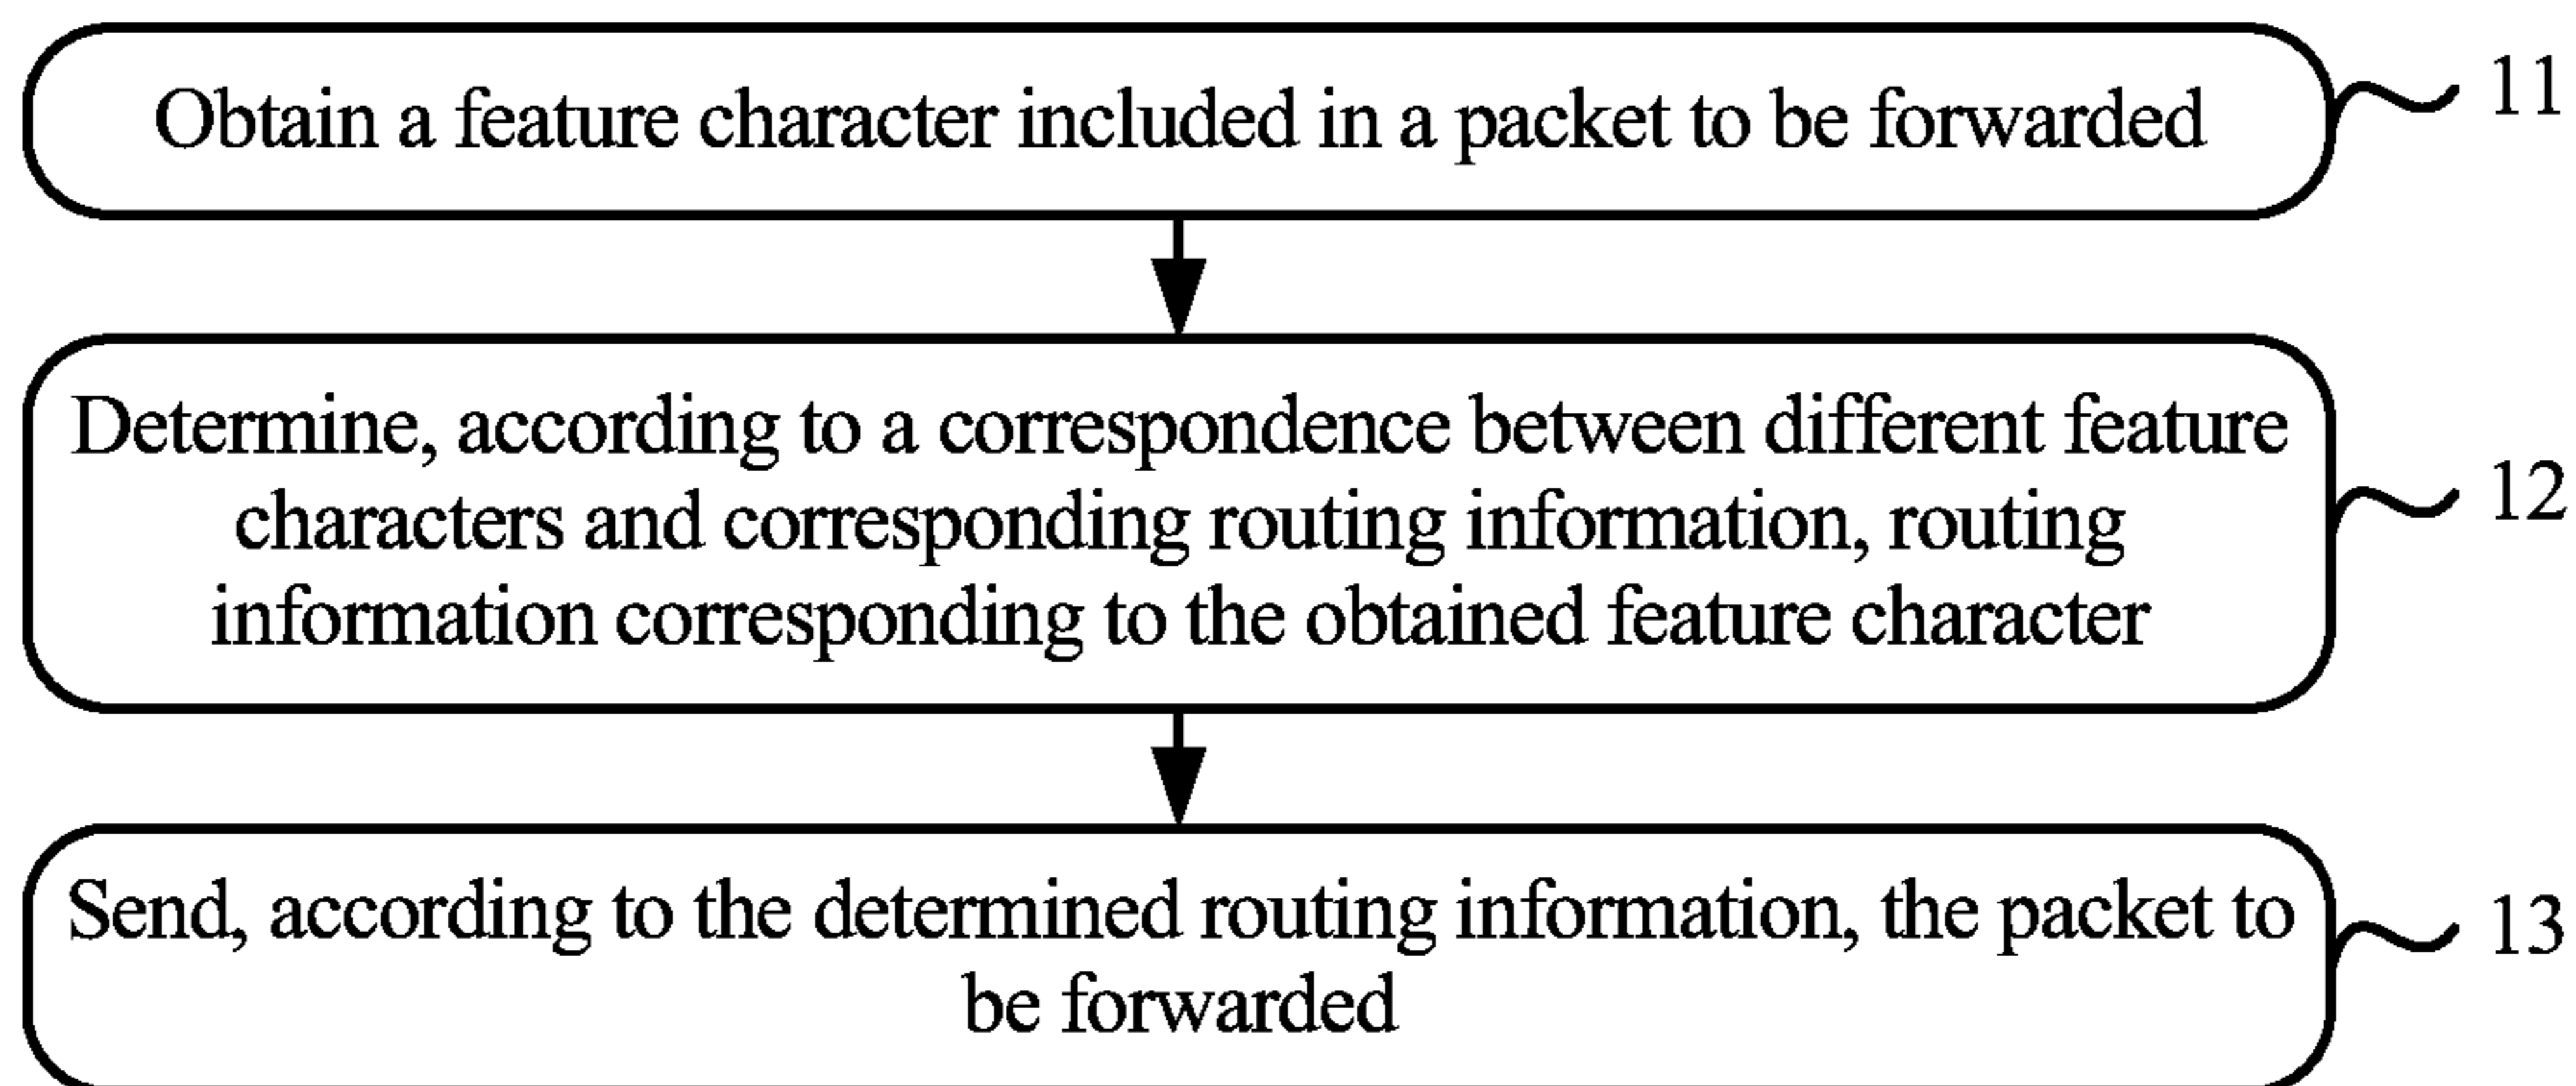 Obtain a feature character included in a packet to be forwarded
11
Determine, according to a correspondence between different feature
characters and corresponding routing information, routing
information corresponding to the obtained feature character
12
Send, according to the determined routing information, the packet to
be forwarded
13